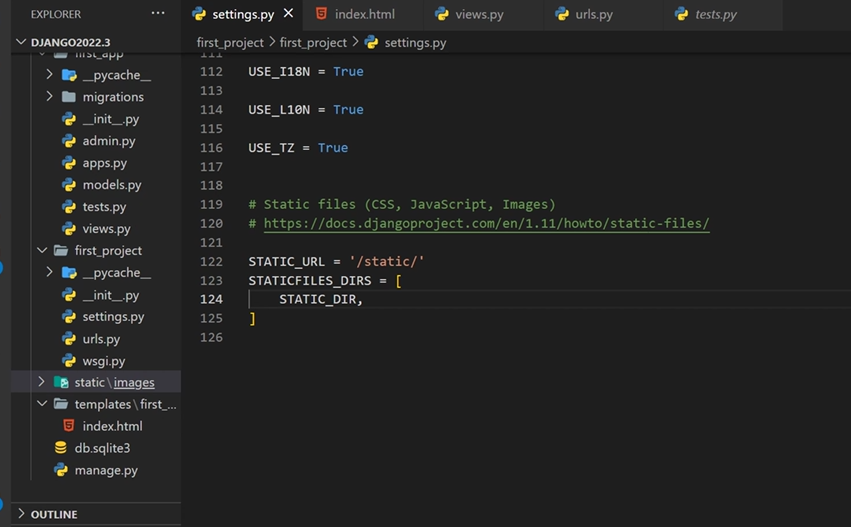 EXPLORER ···
settings.py index.html views.py urls.py tests.py
DJANGO2022.3
first_project > first_project > settings.py
first_app
__pycache__
migrations
__init__.py
admin.py
apps.py
models.py
tests.py
views.py
first_project
__pycache__
__init__.py
settings.py
urls.py
wsgi.py
static\images
templates\first_...
index.html
db.sqlite3
manage.py
OUTLINE
111
112 USE_I18N = True
113
114 USE_L10N = True
115
116 USE_TZ = True
117
118
119 # Static files (CSS, JavaScript, Images)
120 # https://docs.djangoproject.com/en/1.11/howto/static-files/
121
122 STATIC_URL = '/static/'
123 STATICFILES_DIRS = [
124     STATIC_DIR,
125 ]
126